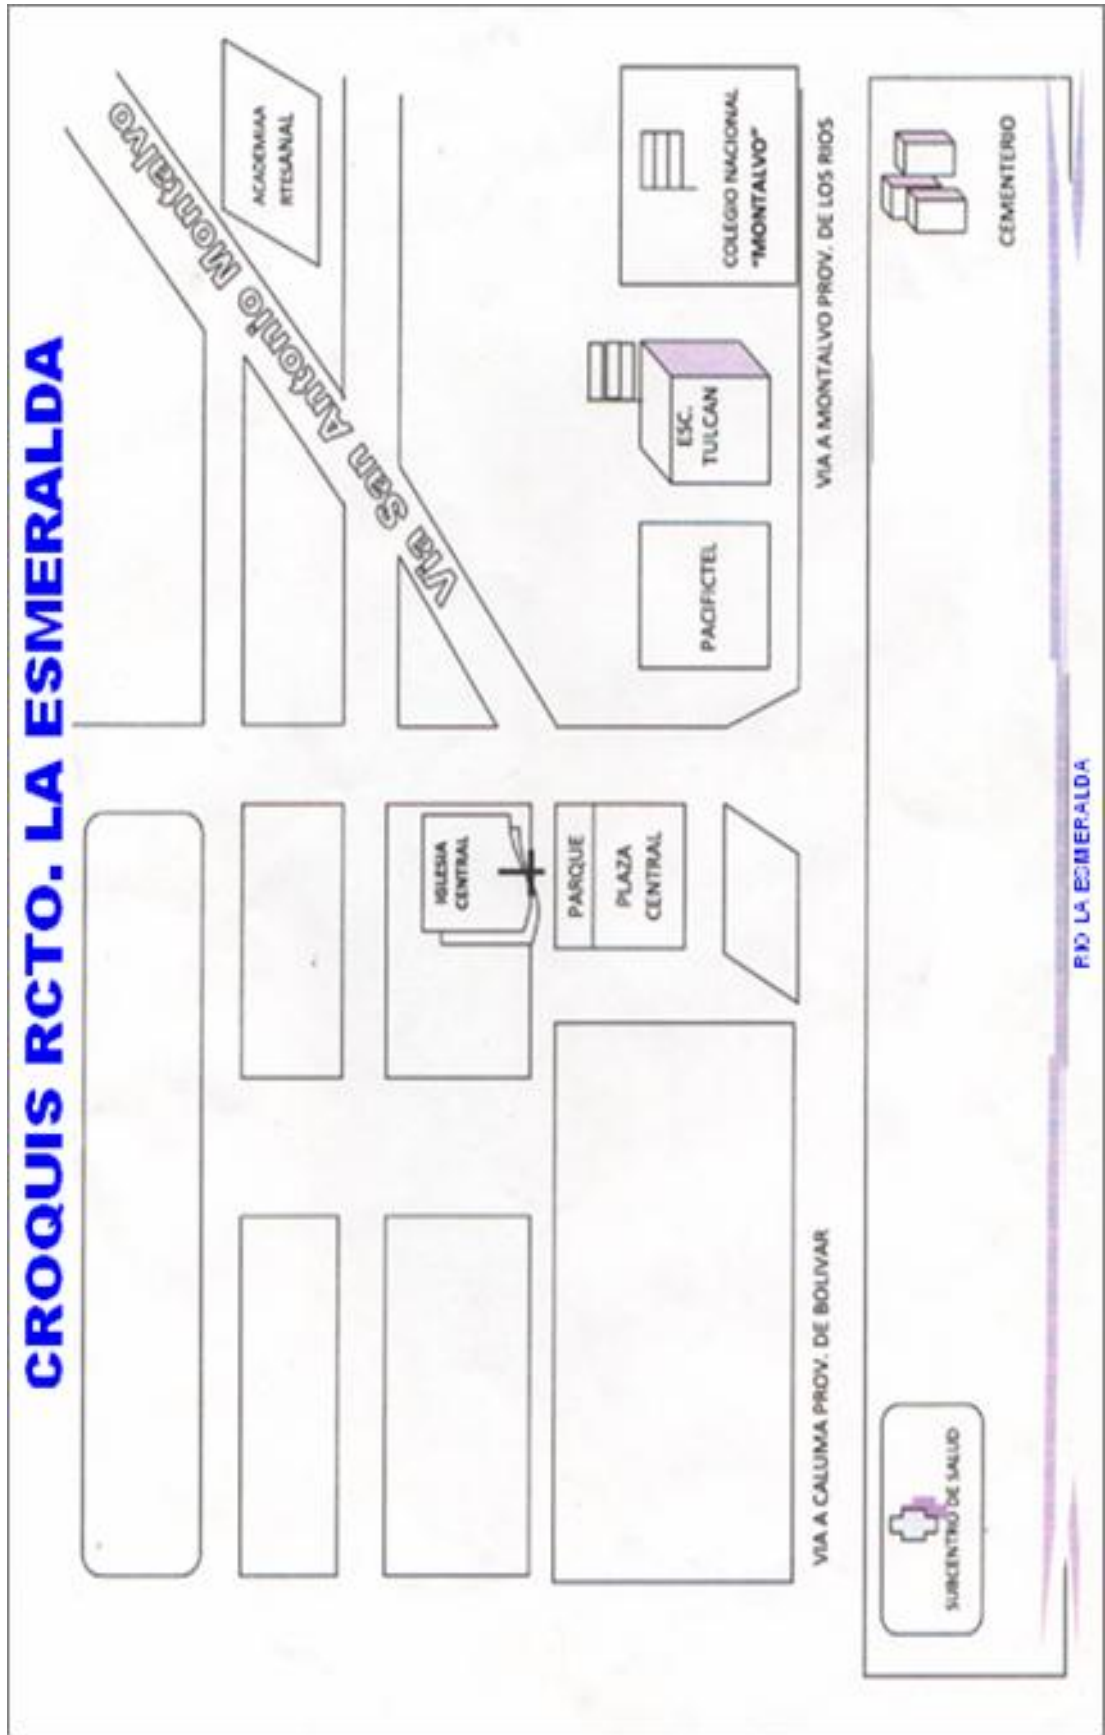 CROQUIS RCTO. LA ESMERALDA
Via San Antonio Montalvo
ACADEMIAA
RTESANAL
IGLESIA
CENTRAL
PARQUE
PLAZA
CENTRAL
PACIFICTEL
ESC.
TULCAN
COLEGIO NACIONAL
"MONTALVO"
VIA A CALUMA PROV. DE BOLIVAR
VIA A MONTALVO PROV. DE LOS RIOS
SUBCENTRO DE SALUD
CEMENTERIO
RIO LA ESMERALDA